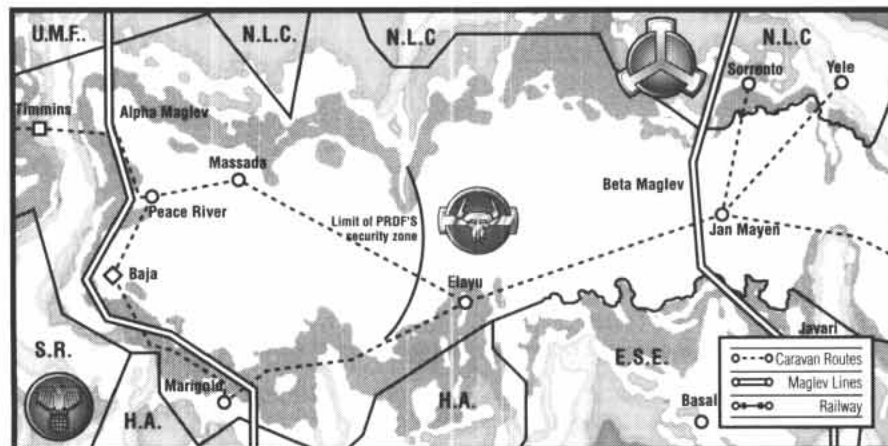 U.M.F..
N.L.C.
N.L.C
N.L.C
Sorrento
Yele
Timmins
Alpha Maglev
Massada
Beta Maglev
Peace River
Limit of PRDF'S
security zone
Jan Mayen
Baja
Elayu
Javari
S.R.
E.S.E.
Marigold
H.A.
H.A.
Basal
Caravan Routes
Maglev Lines
Railway